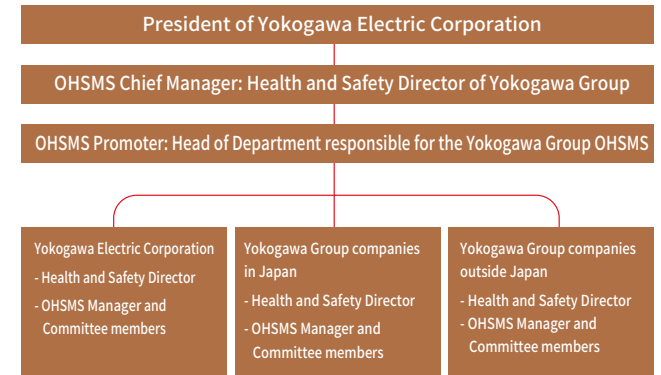 President of Yokogawa Electric Corporation
OHSMS Chief Manager: Health and Safety Director of Yokogawa Group
OHSMS Promoter: Head of Department responsible for the Yokogawa Group OHSMS
Yokogawa Electric Corporation
- Health and Safety Director
- OHSMS Manager and
Committee members
Yokogawa Group companies
in Japan
- Health and Safety Director
- OHSMS Manager and
Committee members
Yokogawa Group companies
outside Japan
- Health and Safety Director
- OHSMS Manager and
Committee members